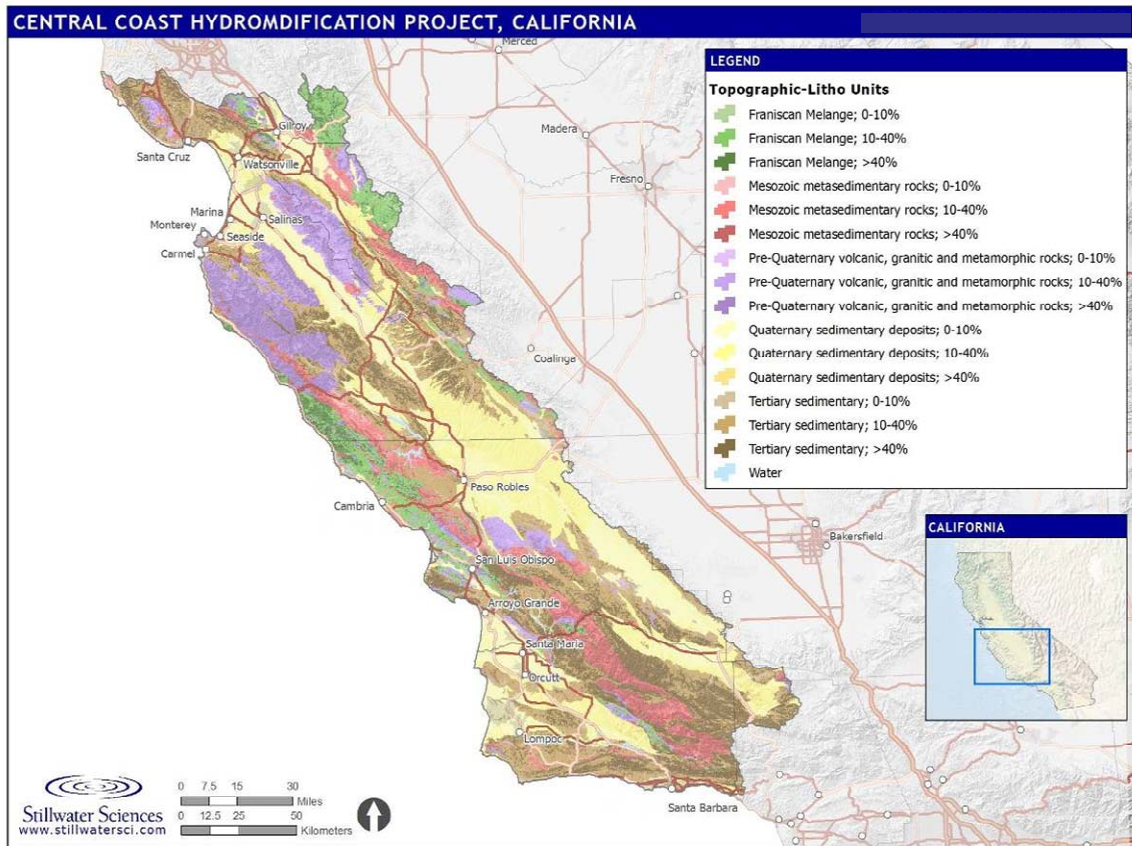 CENTRAL COAST HYDROMDIFICATION PROJECT, CALIFORNIA
LEGEND
Topographic-Litho Units
Franiscan Melange; 0-10%
Franiscan Melange; 10-40%
Franiscan Melange; >40%
Mesozoic metasedimentary rocks; 0-10%
Mesozoic metasedimentary rocks; 10-40%
Mesozoic metasedimentary rocks; >40%
Pre-Quaternary volcanic, granitic and metamorphic rocks; 0-10%
Pre-Quaternary volcanic, granitic and metamorphic rocks; 10-40%
Pre-Quaternary volcanic, granitic and metamorphic rocks; >40%
Quaternary sedimentary deposits; 0-10%
Quaternary sedimentary deposits; 10-40%
Quaternary sedimentary deposits; >40%
Tertiary sedimentary; 0-10%
Tertiary sedimentary; 10-40%
Tertiary sedimentary; >40%
Water
Merced
Madera
Gilroy
Santa Cruz
Watsonville
Fresno
Marina
Salinas
Monterey
Seaside
Carmel
Coalinga
Paso Robles
Cambria
Bakersfield
San Luis Obispo
Arroyo Grande
Santa Maria
Orcutt
Lompoc
Santa Barbara
CALIFORNIA
Stillwater Sciences
www.stillwatersci.com
0 7.5 15 30
Miles
0 12.5 25 50
Kilometers